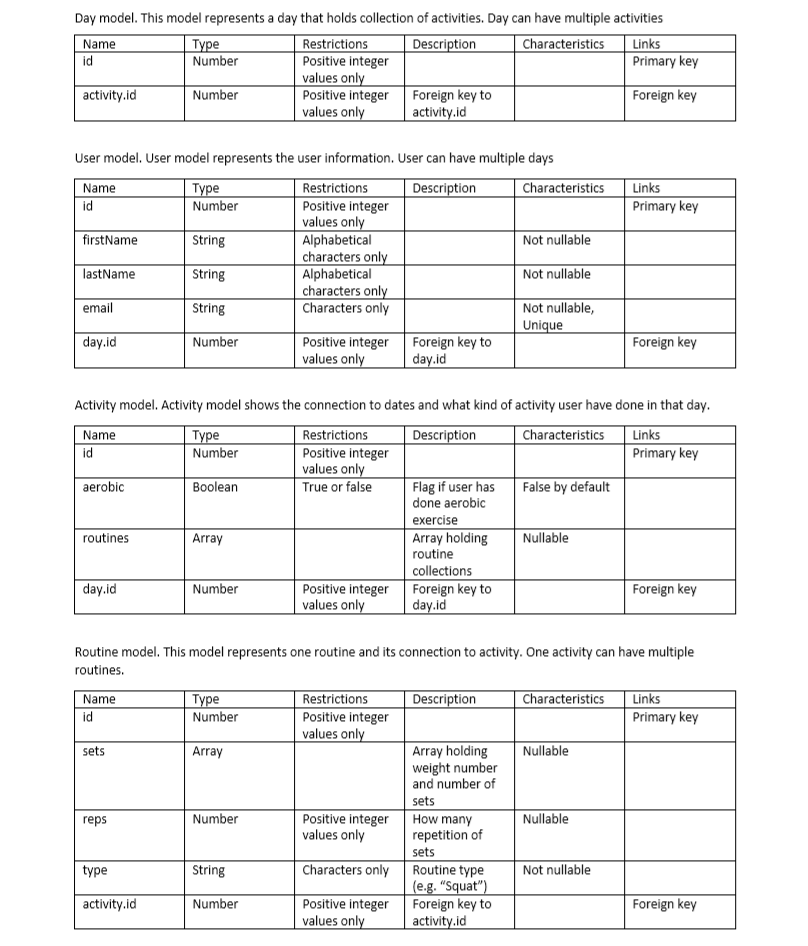 Day model. This model represents a day that holds collection of activities. Day can have multiple activities
Name Type Restrictions Description Characteristics Links
id Number Positive integer Primary key
values only
activity.id Number Positive integer Foreign key to Foreign key
values only activity.id
User model. User model represents the user information. User can have multiple days
Name Type Restrictions Description Characteristics Links
id Number Positive integer Primary key
values only
firstName String Alphabetical Not nullable
characters only
lastName String Alphabetical Not nullable
characters only
email String Characters only Not nullable,
Unique
day.id Number Positive integer Foreign key to Foreign key
values only day.id
Activity model. Activity model shows the connection to dates and what kind of activity user have done in that day.
Name Type Restrictions Description Characteristics Links
id Number Positive integer Primary key
values only
aerobic Boolean True or false Flag if user has False by default
done aerobic
exercise
routines Array Array holding Nullable
routine
collections
day.id Number Positive integer Foreign key to Foreign key
values only day.id
Routine model. This model represents one routine and its connection to activity. One activity can have multiple
routines.
Name Type Restrictions Description Characteristics Links
id Number Positive integer Primary key
values only
sets Array Array holding Nullable
weight number
and number of
sets
reps Number Positive integer How many Nullable
values only repetition of
sets
type String Characters only Routine type Not nullable
(e.g. “Squat”)
activity.id Number Positive integer Foreign key to Foreign key
values only activity.id